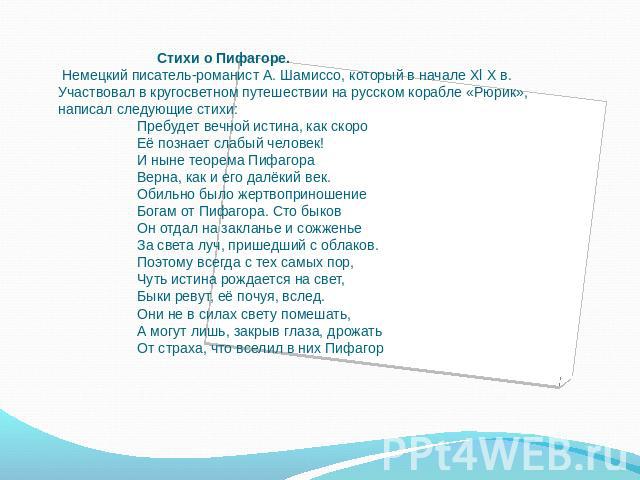 Стихи о Пифагоре.
Немецкий писатель-романист А. Шамиссо, который в начале Xl X в.
Участвовал в кругосветном путешествии на русском корабле «Рюрик»,
написал следующие стихи:
Пребудет вечной истина, как скоро
Её познает слабый человек!
И ныне теорема Пифагора
Верна, как и его далёкий век.
Обильно было жертвоприношение
Богам от Пифагора. Сто быков
Он отдал на закланье и сожженье
За света луч, пришедший с облаков.
Поэтому всегда с тех самых пор,
Чуть истина рождается на свет,
Быки ревут, её почуя, вслед.
Они не в силах свету помешать,
А могут лишь, закрыв глаза, дрожать
От страха, что вселил в них Пифагор
PPt4WEB.ru